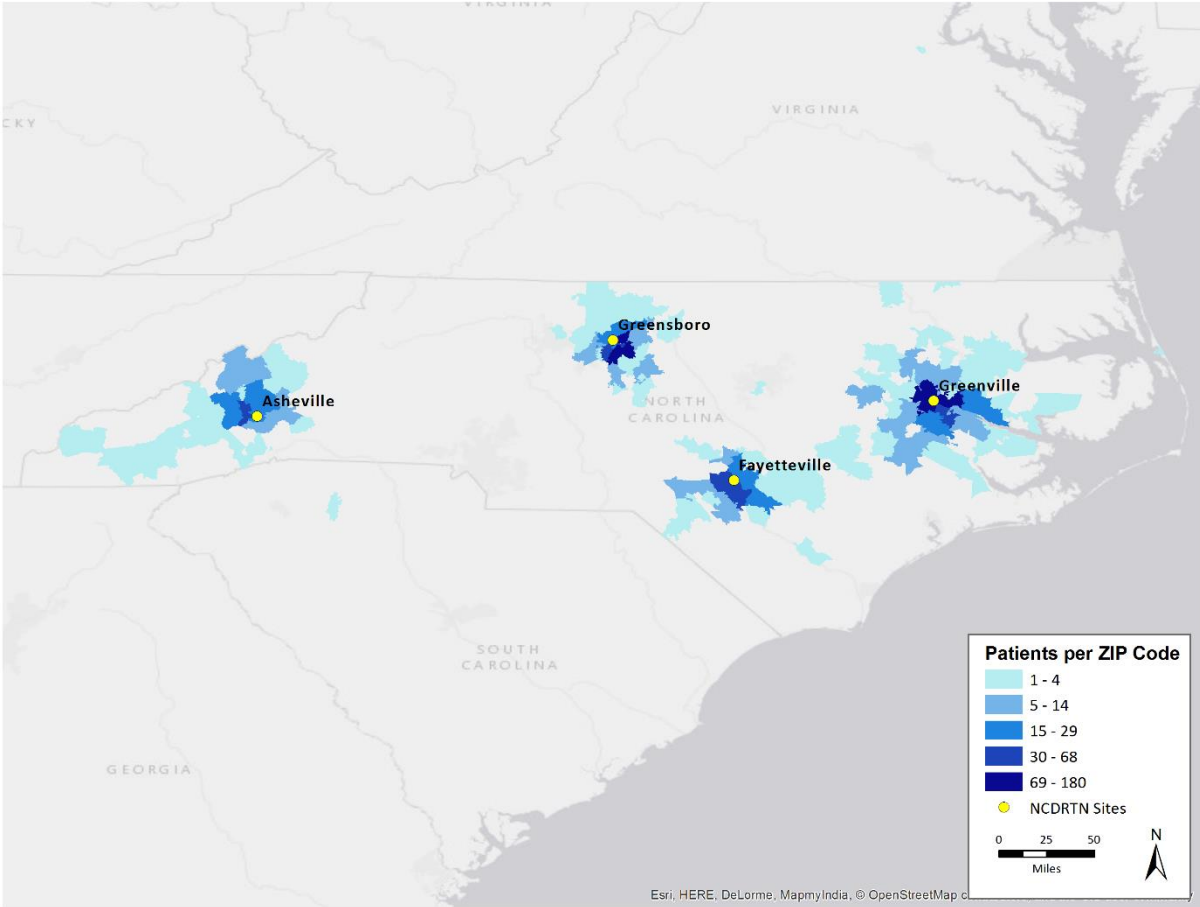 VIRGINIA
CKY
VIRGINIA
Greensboro
Greenville
Asheville
NORTH
CAROLINA
Fayetteville
SOUTH
CAROLINA
GEORGIA
Patients per ZIP Code
1 - 4
5 - 14
15 - 29
30 - 68
69 - 180
NCDRTN Sites
0 25 50
Miles
N
Esri, HERE, DeLorme, MapmyIndia, © OpenStreetMap